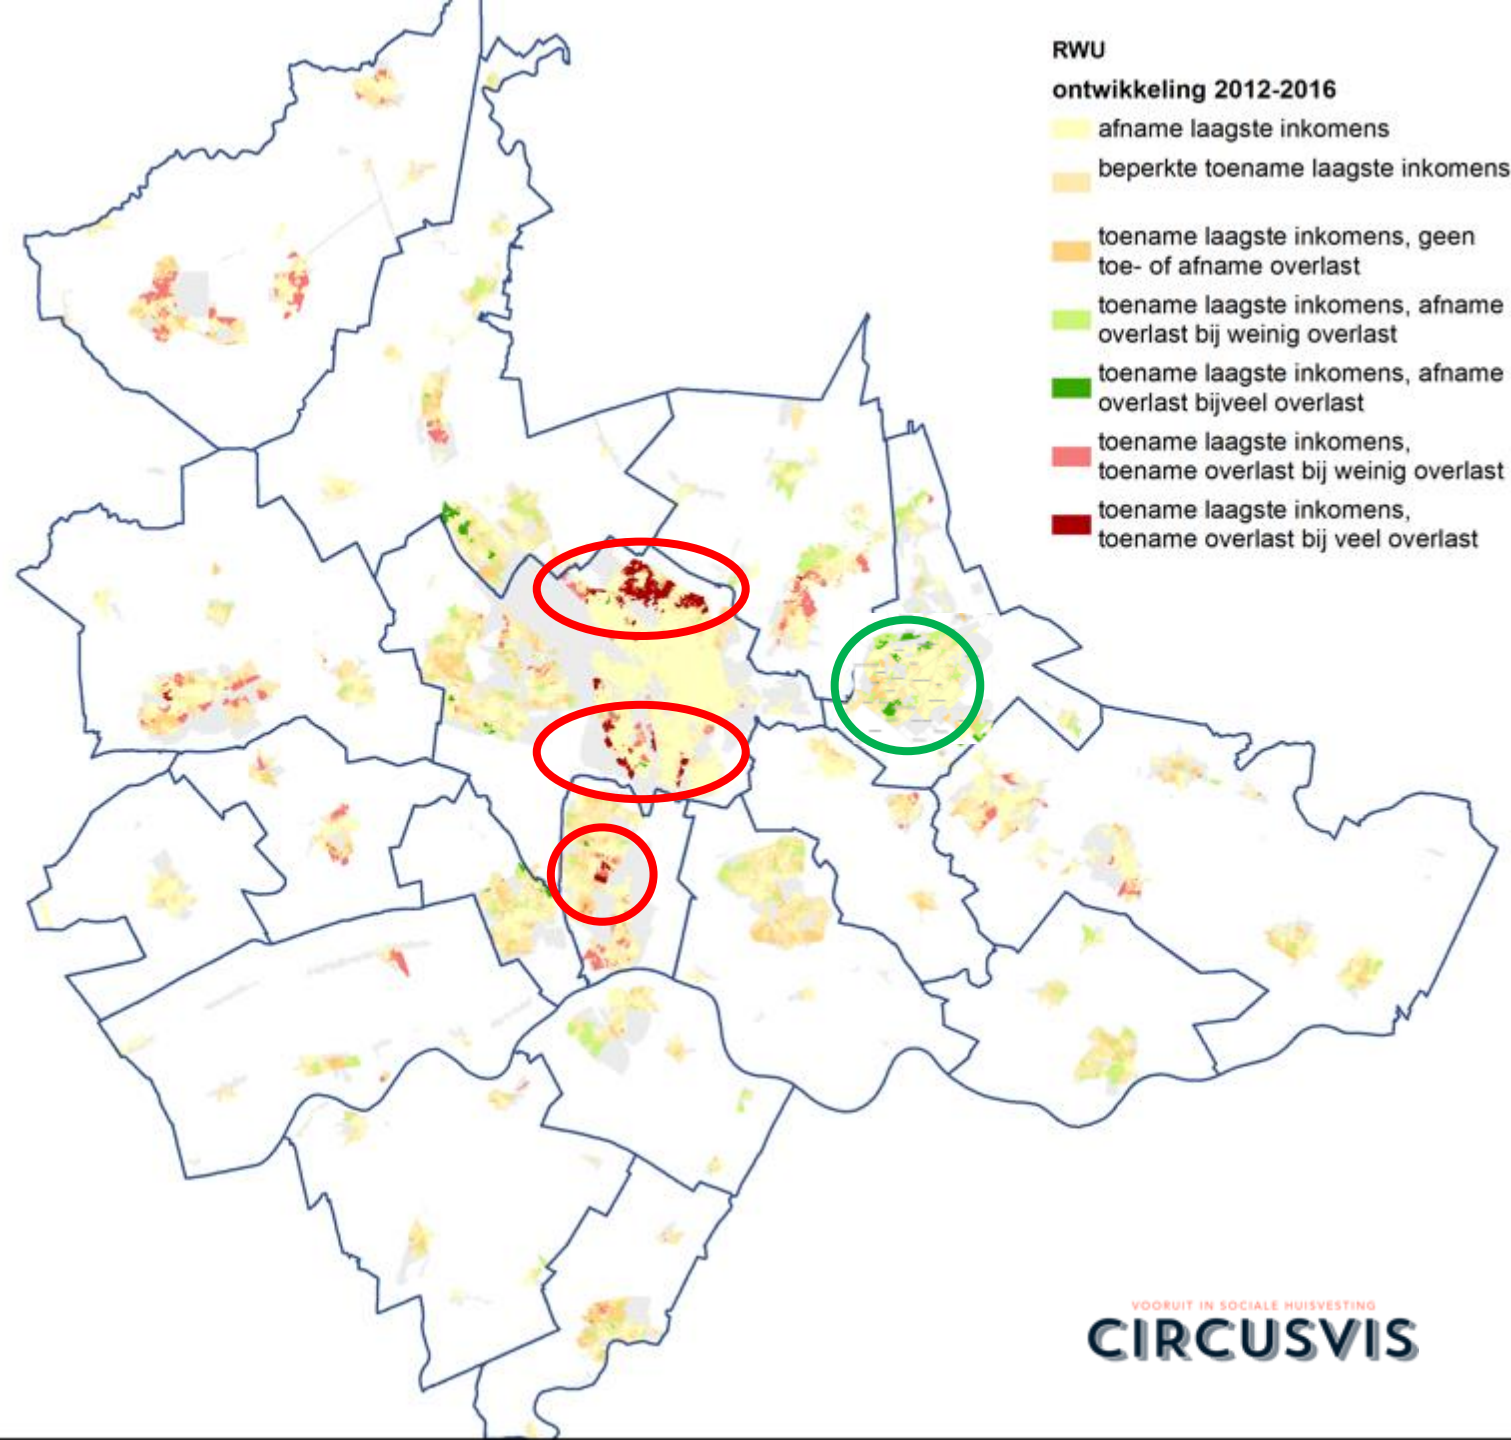 RWU
ontwikkeling 2012-2016
afname laagste inkomens
beperkte toename laagste inkomens
toename laagste inkomens, geen
toe- of afname overlast
toename laagste inkomens, afname
overlast bij weinig overlast
toename laagste inkomens, afname
overlast bijveel overlast
toename laagste inkomens,
toename overlast bij weinig overlast
toename laagste inkomens,
toename overlast bij veel overlast
VOORUIT IN SOCIALE HUISVESTING
CIRCUSVIS